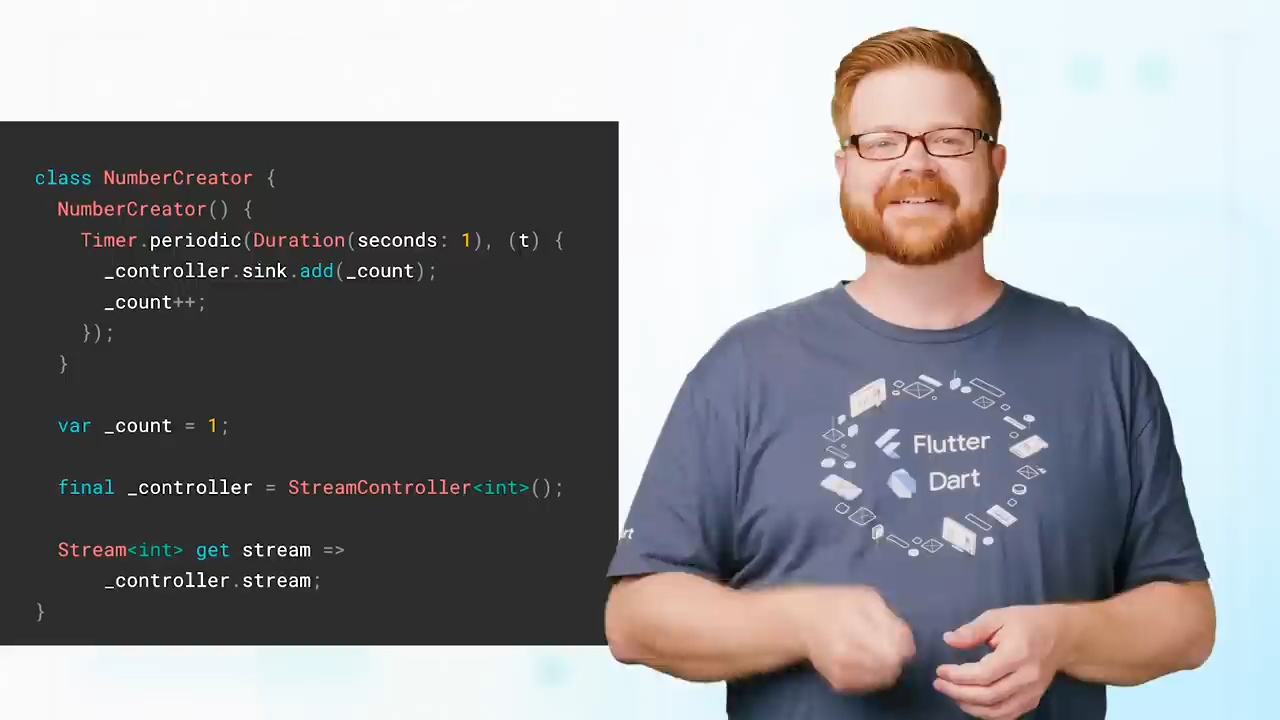 class NumberCreator {
NumberCreator() {
Timer.periodic(Duration(seconds: 1), (t) {
_controller.sink.add(_count);
_count++;
});
}
var _count = 1;
final _controller = StreamController<int>();
Stream<int> get stream =>
_controller.stream;
}
Flutter
Dart